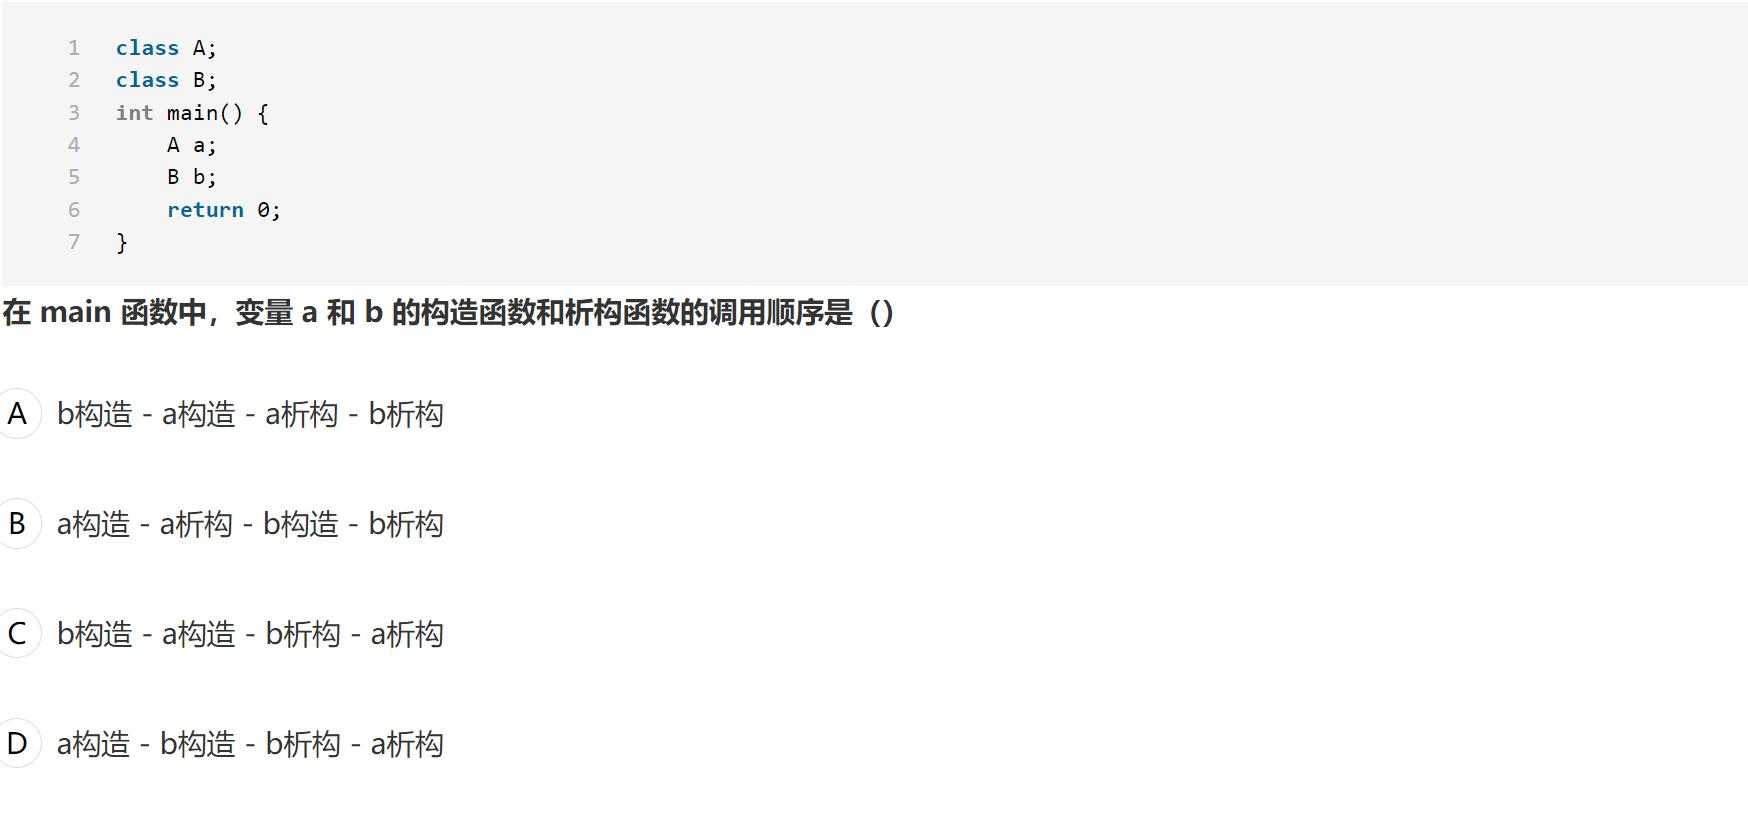 1 class A;
2 class B;
3 int main() {
4 A a;
5 B b;
6 return 0;
7 }
在 main 函数中，变量 a 和 b 的构造函数和析构函数的调用顺序是（）
A b构造 - a构造 - a析构 - b析构
B a构造 - a析构 - b构造 - b析构
C b构造 - a构造 - b析构 - a析构
D a构造 - b构造 - b析构 - a析构